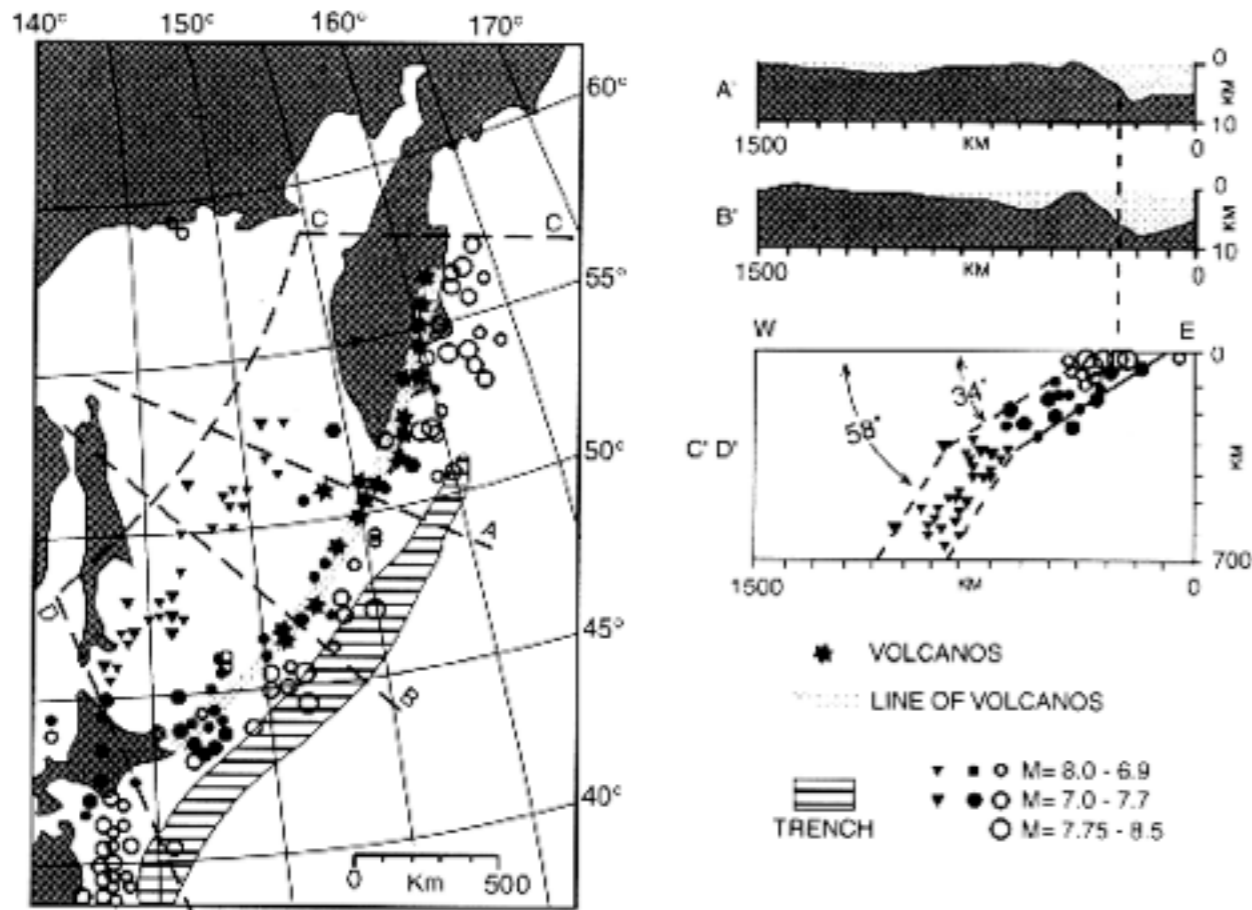 140° 150° 160° 170°
60°
55°
50°
45°
40°
C C
A
D
B
0 Km 500
A'
0
KM
10
1500 KM 0
B'
0
KM
10
1500 KM 0
W E
0
34°
58°
C' D'
KM
700
1500 KM 0
VOLCANOS
LINE OF VOLCANOS
TRENCH
M= 8.0 - 6.9
M= 7.0 - 7.7
M= 7.75 - 8.5